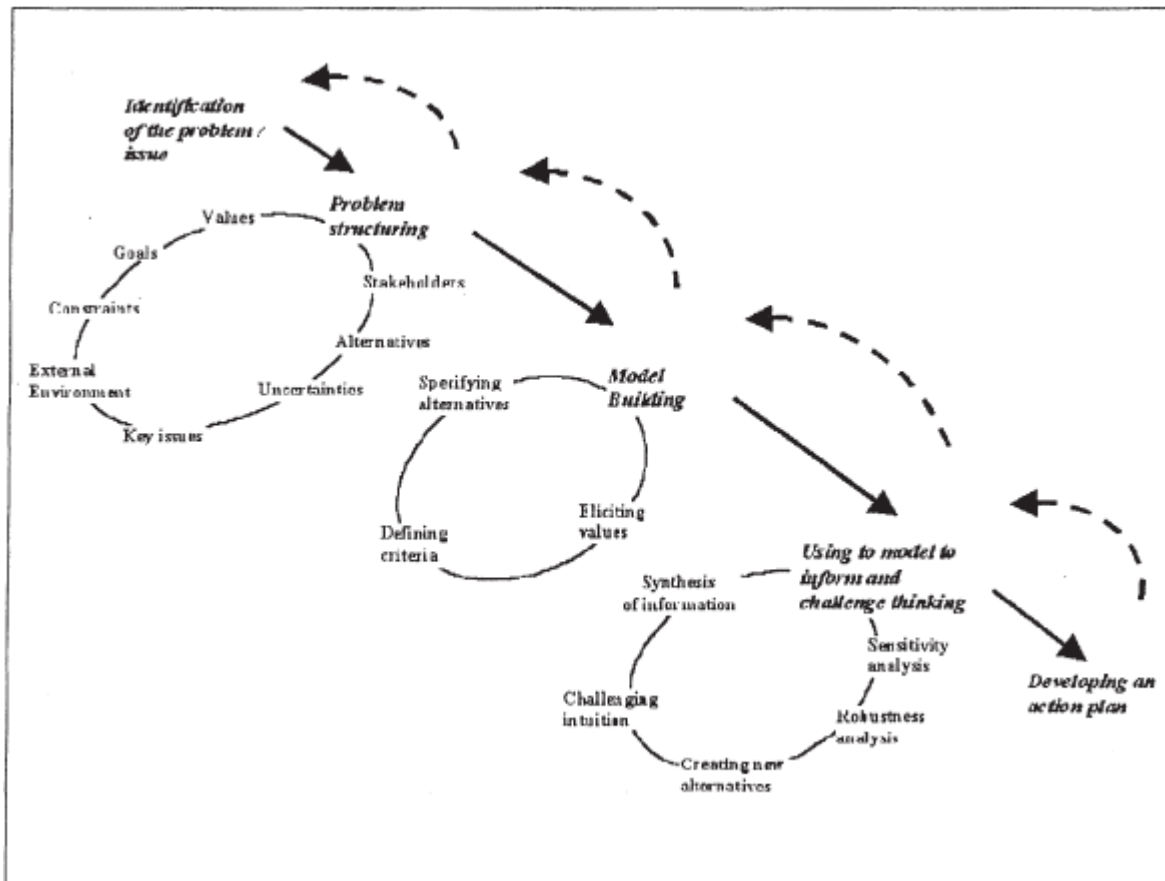 Identification
of the problem /
issue
Problem
structuring
Values
Goals
Constraints
External
Environment
Key issues
Uncertainties
Alternatives
Stakeholders
Model
Building
Specifying
alternatives
Defining
criteria
Eliciting
values
Using to model to
inform and
challenge thinking
Synthesis
of information
Challenging
intuition
Creating new
alternatives
Robustness
analysis
Sensitivity
analysis
Developing an
action plan